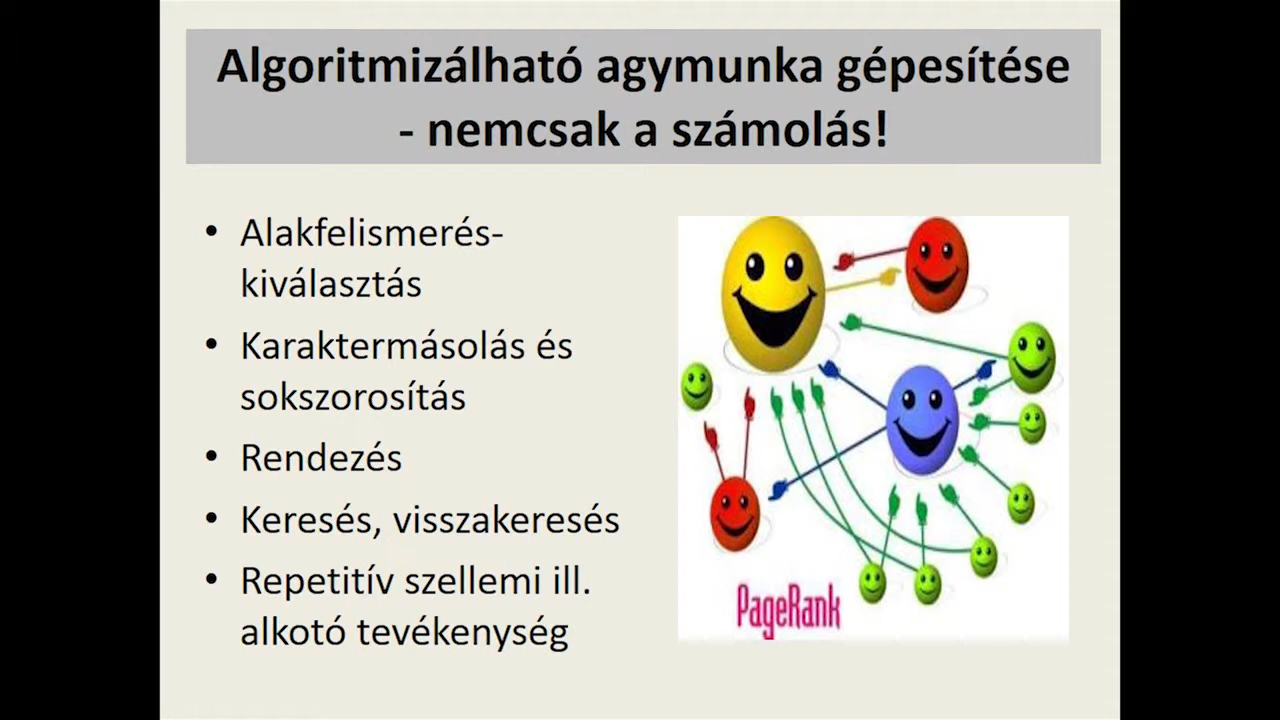 Algoritmizálható agymunka gépesítése
- nemcsak a számolás!
• Alakfelismerés-
kiválasztás
• Karaktermásolás és
sokszorosítás
• Rendezés
• Keresés, visszakeresés
• Repetitív szellemi ill.
alkotó tevékenység
PageRank